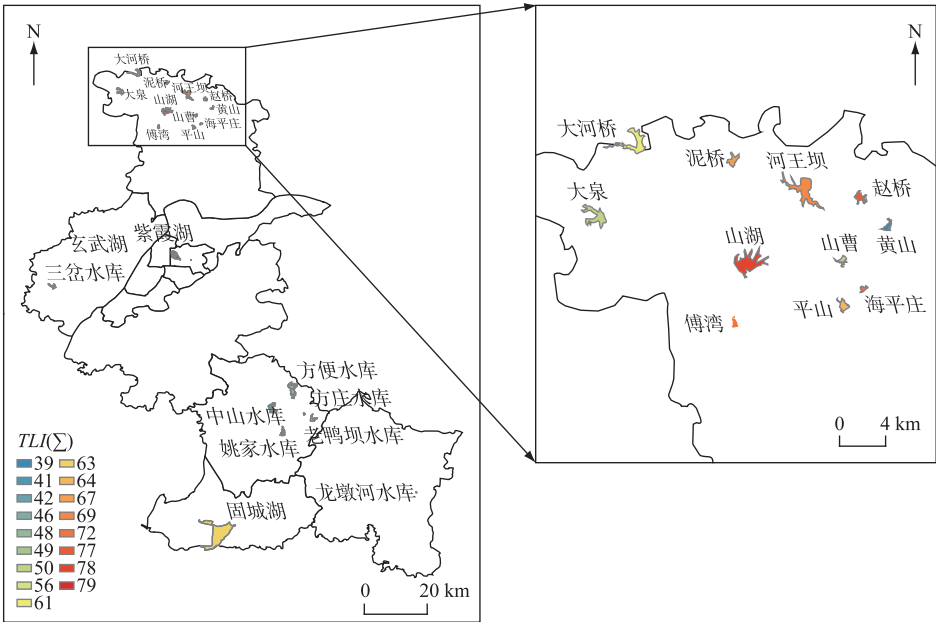 N
大河桥
泥桥
河王坝
大泉
山湖
赵桥
黄山
山曹
海平庄
傅湾
平山
玄武湖
紫霞湖
三岔水库
方便水库
方庄水库
中山水库
老鸭坝水库
姚家水库
龙墩河水库
固城湖
TLI(∑)
39 63
41 64
42 67
46 69
48 72
49 77
50 78
56 79
61
0 20 km
N
大河桥
泥桥
河王坝
大泉
赵桥
山湖
山曹
黄山
平山
海平庄
傅湾
0 4 km